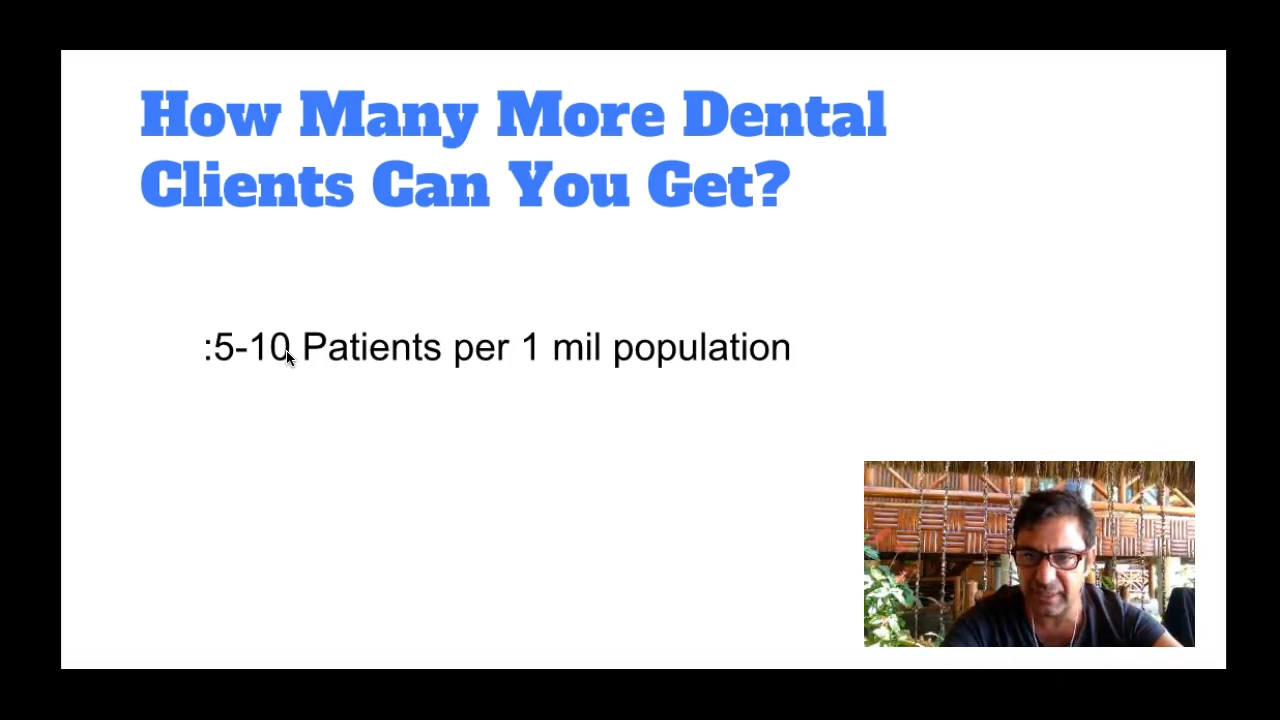 How Many More Dental
Clients Can You Get?
:5-10 Patients per 1 mil population